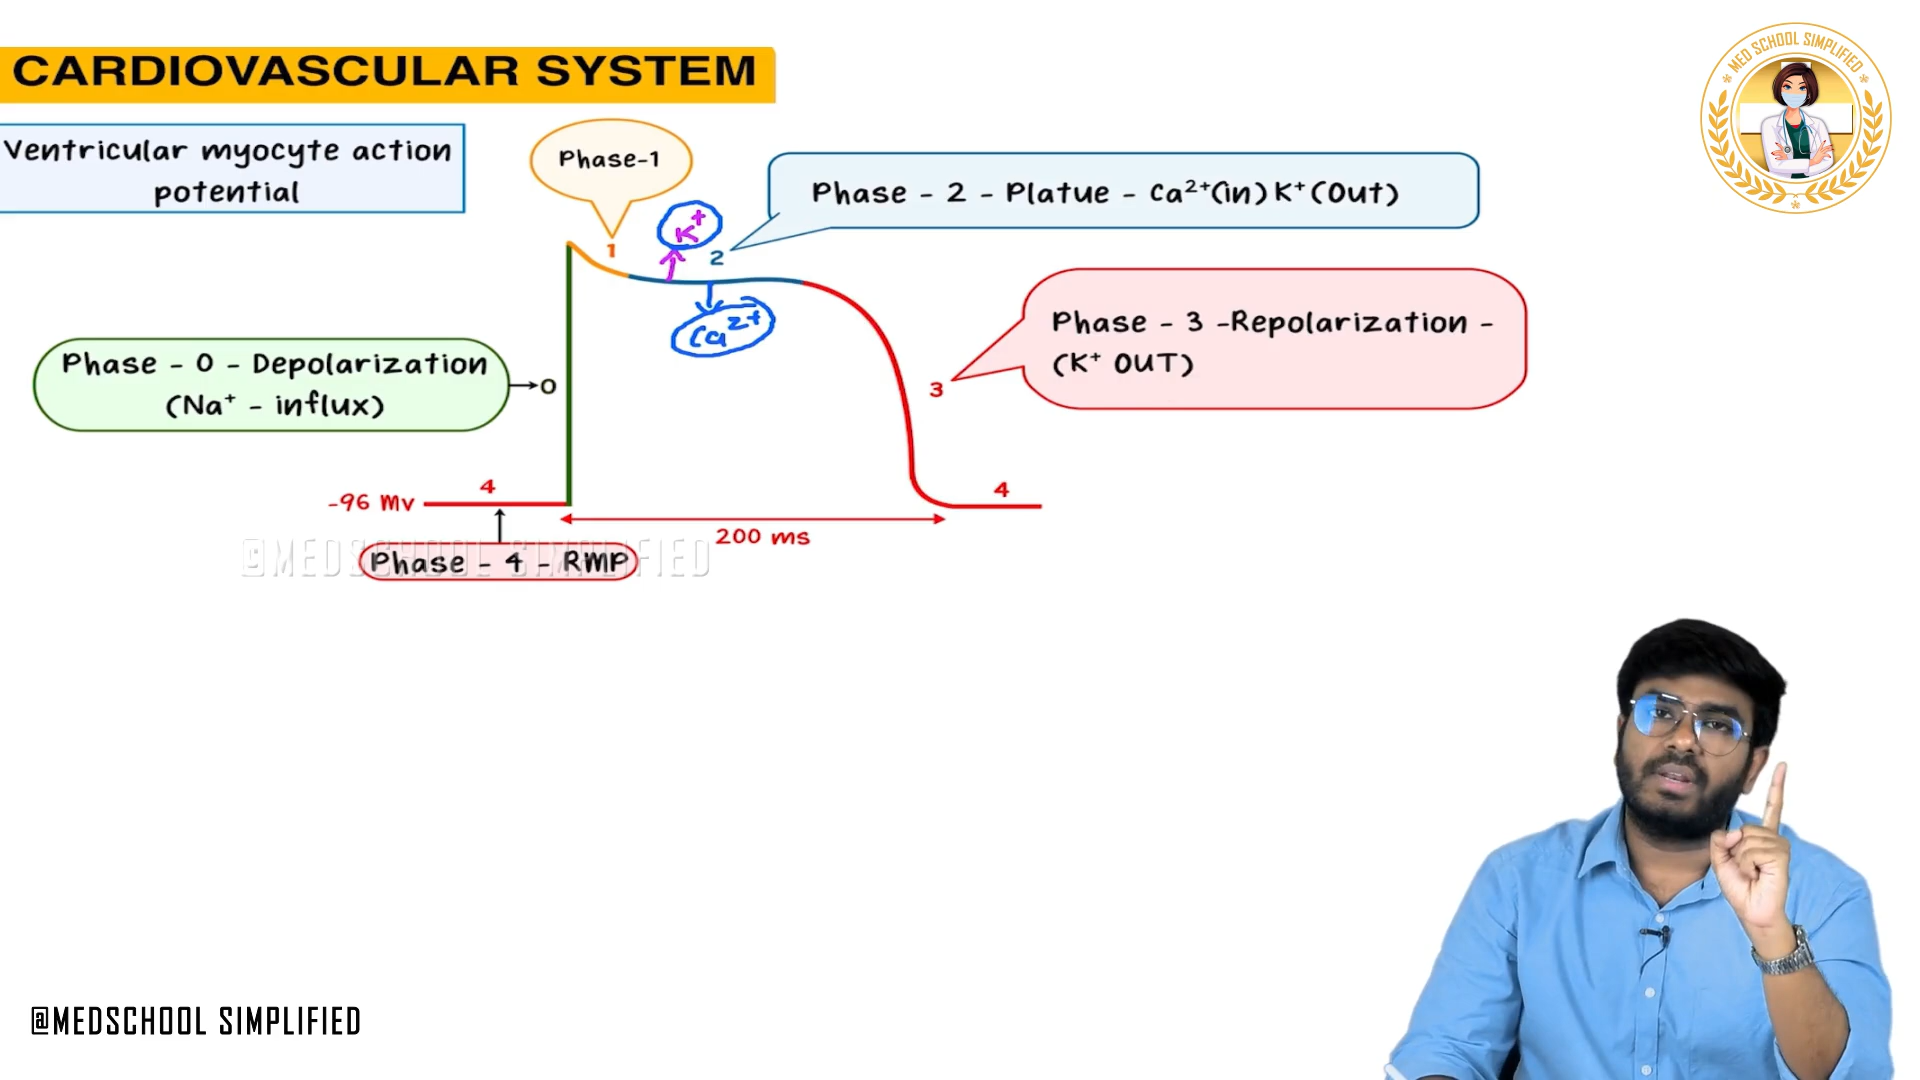 MED SCHOOL SIMPLIFIED
CARDIOVASCULAR SYSTEM
Ventricular myocyte action
potential
Phase-1
Phase - 2 - Platue - Ca²⁺(in) K⁺(Out)
K⁺
1
2
Ca²⁺
Phase - 3 -Repolarization -
(K⁺ OUT)
3
Phase - 0 - Depolarization
(Na⁺ - influx)
0
4
-96 Mv
4
200 ms
@MEDSCHOOL SIMPLIFIED
Phase - 4 - RMP
@MEDSCHOOL SIMPLIFIED